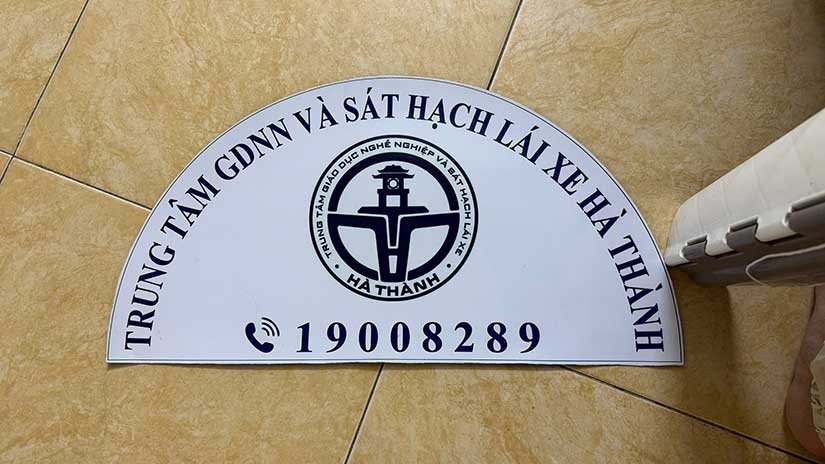 TRUNG TÂM GDNN VÀ SÁT HẠCH LÁI XE HÀ THÀNH
TRUNG TÂM GIÁO DỤC NGHỀ NGHIỆP VÀ SÁT HẠCH LÁI XE
HÀ THÀNH
19008289